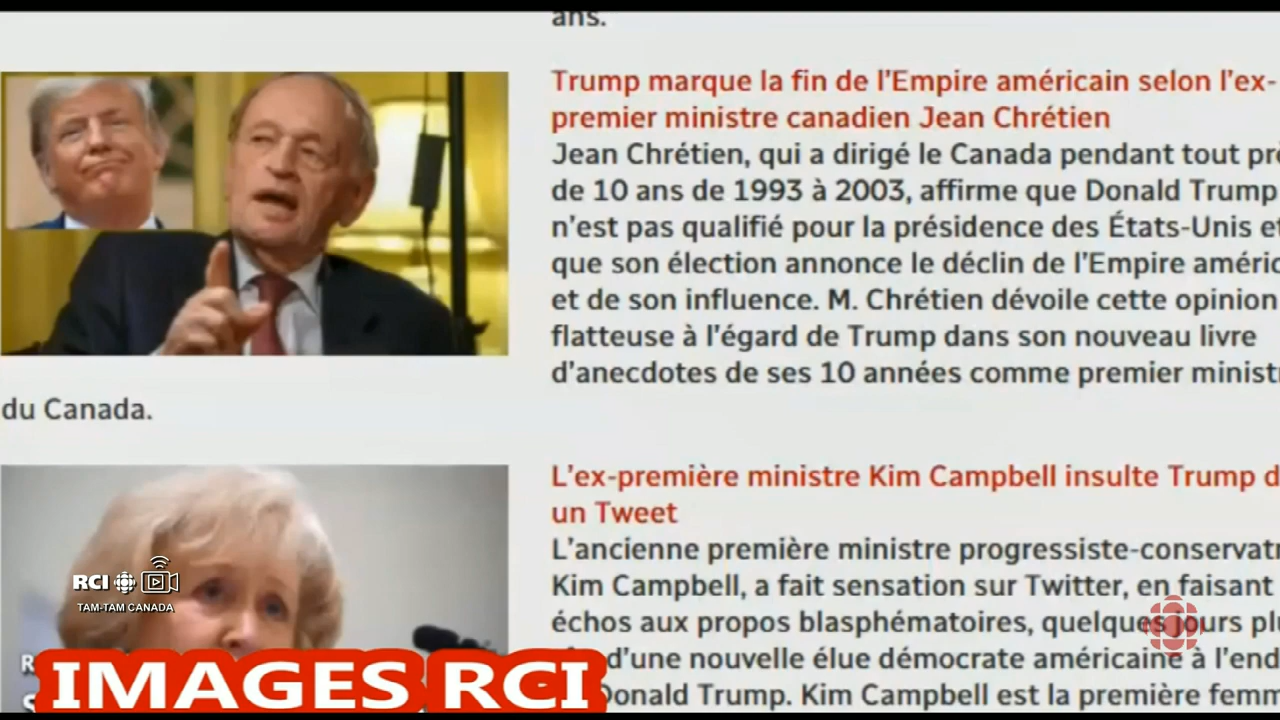 ans.
Trump marque la fin de l'Empire américain selon l'ex-
premier ministre canadien Jean Chrétien
Jean Chrétien, qui a dirigé le Canada pendant tout
de 10 ans de 1993 à 2003, affirme que Donald Trump
n'est pas qualifié pour la présidence des États-Unis
que son élection annonce le déclin de l'Empire
et de son influence. M. Chrétien dévoile cette opinion
flatteuse à l'égard de Trump dans son nouveau livre
d'anecdotes de ses 10 années comme premier
du Canada.
L'ex-première ministre Kim Campbell insulte Trump
un Tweet
L'ancienne première ministre
Kim Campbell, a fait sensation sur Twitter, en faisant
échos aux propos blasphématoires, quelques jours
d'une nouvelle élue démocrate américaine à
Donald Trump. Kim Campbell est la première
RCI
TAM-TAM CANADA
IMAGES RCI